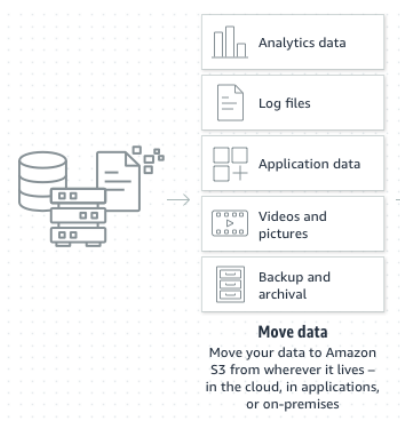 Analytics data
Log files
Application data
Videos and
pictures
Backup and
archival
Move data
Move your data to Amazon
S3 from wherever it lives –
in the cloud, in applications,
or on-premises